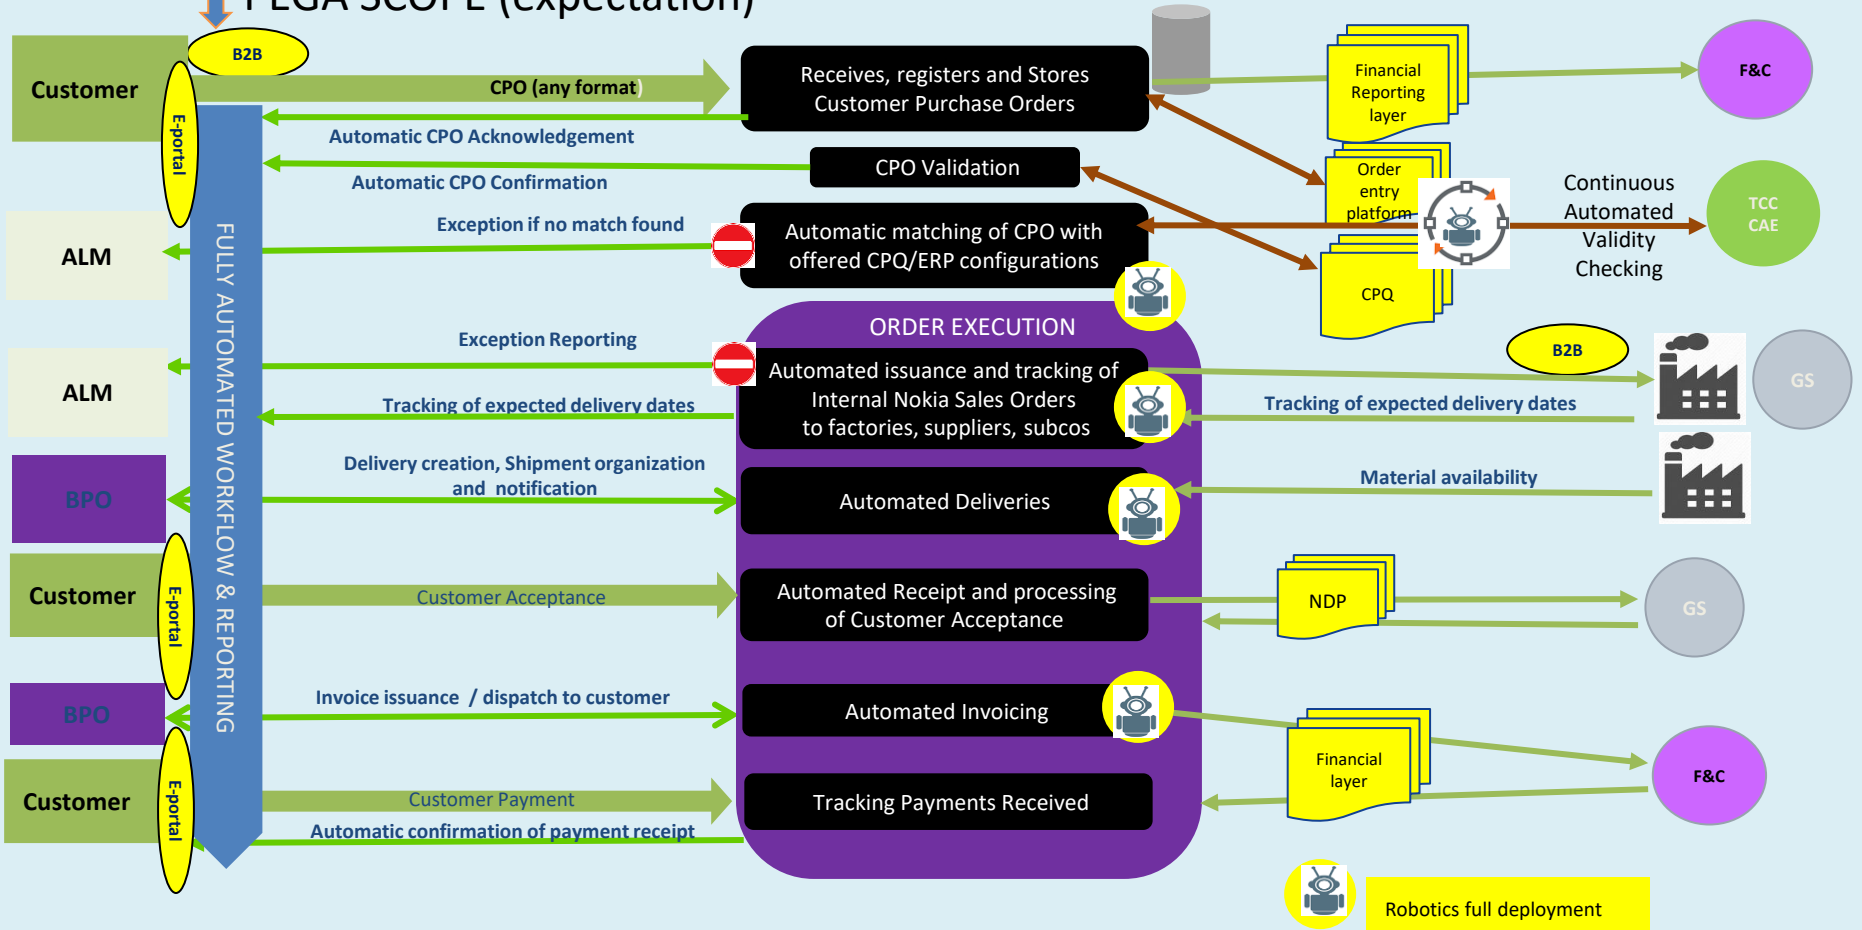 PEGA SCOPE (expectation)
B2B
Customer
E-portal
CPO (any format)
Receives, registers and Stores
Customer Purchase Orders
Financial
Reporting
layer
F&C
Automatic CPO Acknowledgement
CPO Validation
Automatic CPO Confirmation
Order
entry
platform
Continuous
Automated
Validity
Checking
TCC
CAE
FULLY AUTOMATED WORKFLOW & REPORTING
ALM
Exception if no match found
Automatic matching of CPO with
offered CPQ/ERP configurations
CPQ
ORDER EXECUTION
ALM
Exception Reporting
Automated issuance and tracking of
Internal Nokia Sales Orders
to factories, suppliers, subcos
B2B
GS
Tracking of expected delivery dates
Tracking of expected delivery dates
BPO
Delivery creation, Shipment organization
and notification
Automated Deliveries
Material availability
Customer
E-portal
Customer Acceptance
Automated Receipt and processing
of Customer Acceptance
NDP
GS
BPO
Invoice issuance / dispatch to customer
Automated Invoicing
Financial
layer
F&C
Customer
E-portal
Customer Payment
Tracking Payments Received
Automatic confirmation of payment receipt
Robotics full deployment